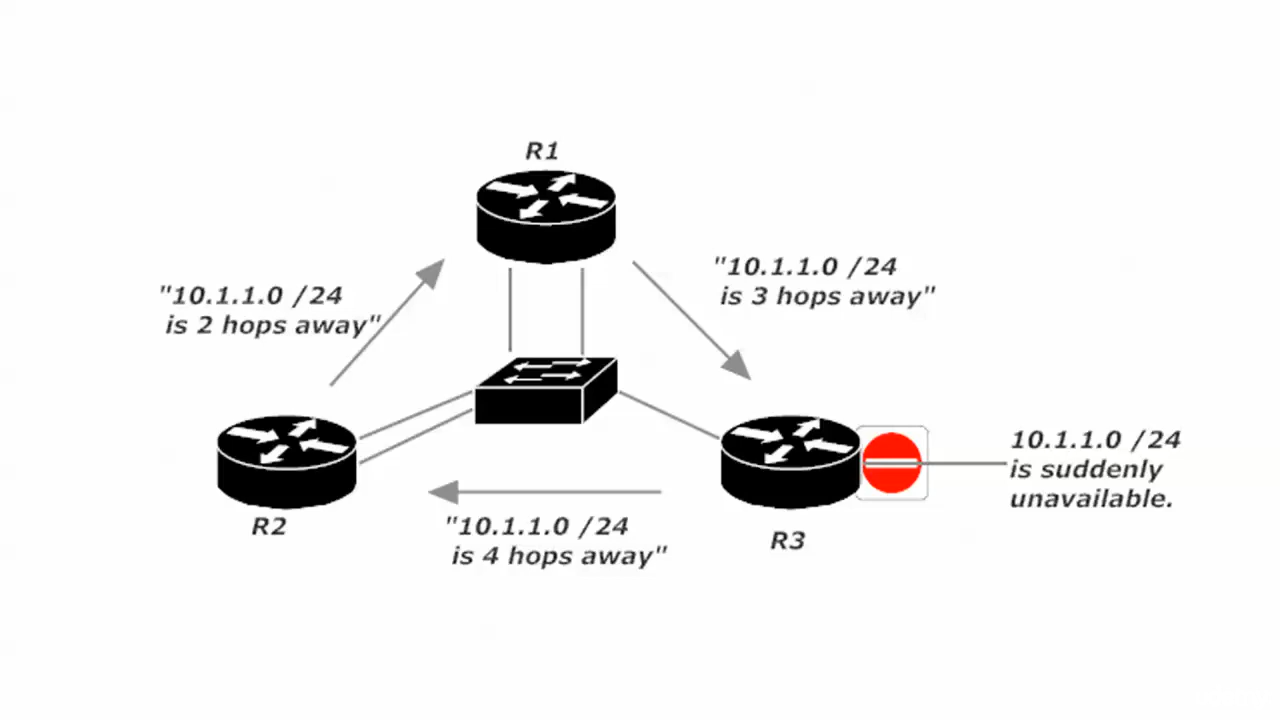 R1
"10.1.1.0 /24
is 2 hops away"
"10.1.1.0 /24
is 3 hops away"
R2
"10.1.1.0 /24
is 4 hops away"
R3
10.1.1.0 /24
is suddenly
unavailable.